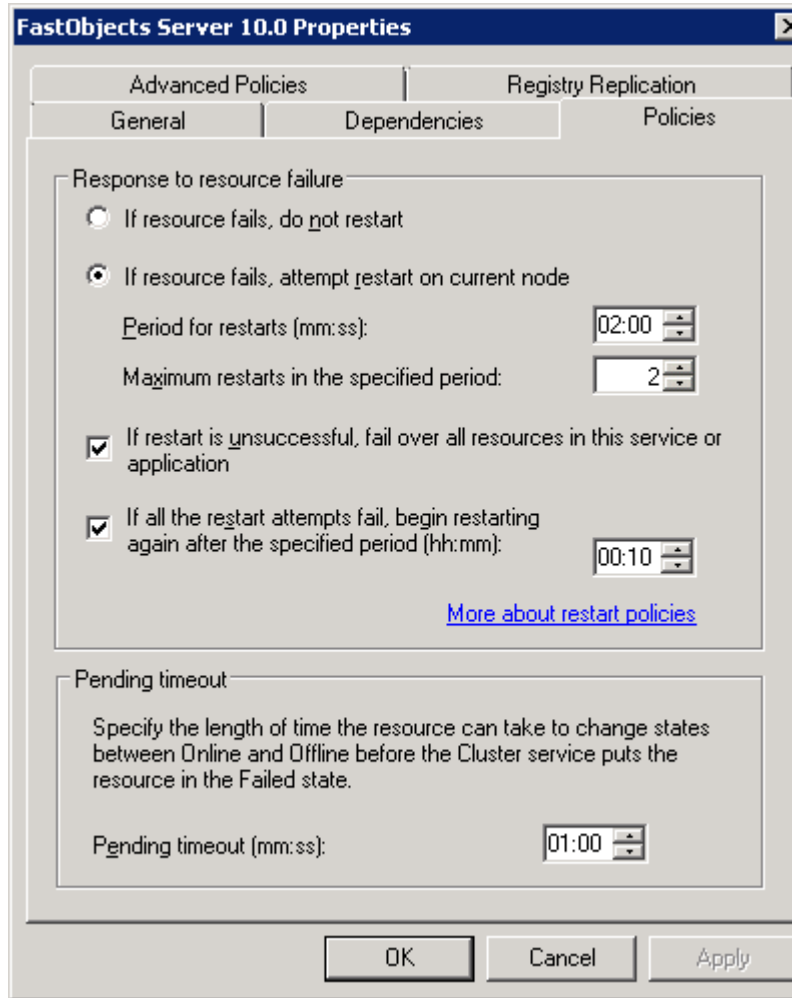 FastObjects Server 10.0 Properties
Advanced Policies
Registry Replication
General
Dependencies
Policies
Response to resource failure
If resource fails, do not restart
If resource fails, attempt restart on current node
Period for restarts (mm:ss):
02:00
Maximum restarts in the specified period:
2
If restart is unsuccessful, fail over all resources in this service or
application
If all the restart attempts fail, begin restarting
again after the specified period (hh:mm):
00:10
More about restart policies
Pending timeout
Specify the length of time the resource can take to change states
between Online and Offline before the Cluster service puts the
resource in the Failed state.
Pending timeout (mm:ss):
01:00
OK
Cancel
Apply